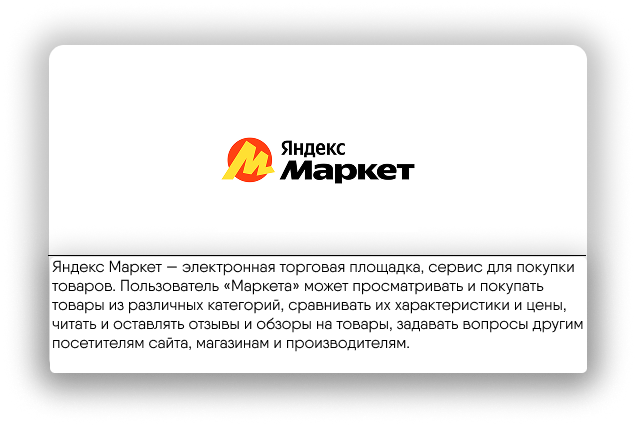 Яндекс
Маркет
Яндекс Маркет — электронная торговая площадка, сервис для покупки
товаров. Пользователь «Маркета» может просматривать и покупать
товары из различных категорий, сравнивать их характеристики и цены,
читать и оставлять отзывы и обзоры на товары, задавать вопросы другим
посетителям сайта, магазинам и производителям.